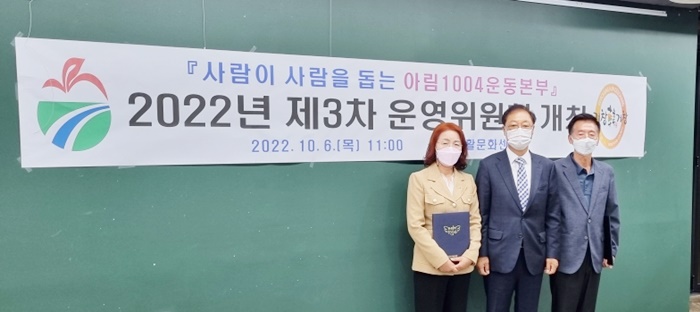 『사람이 사람을 돕는 아림1004운동본부』
2022년 제3차 운영위원회 개최
2022. 10. 6.(목) 11:00